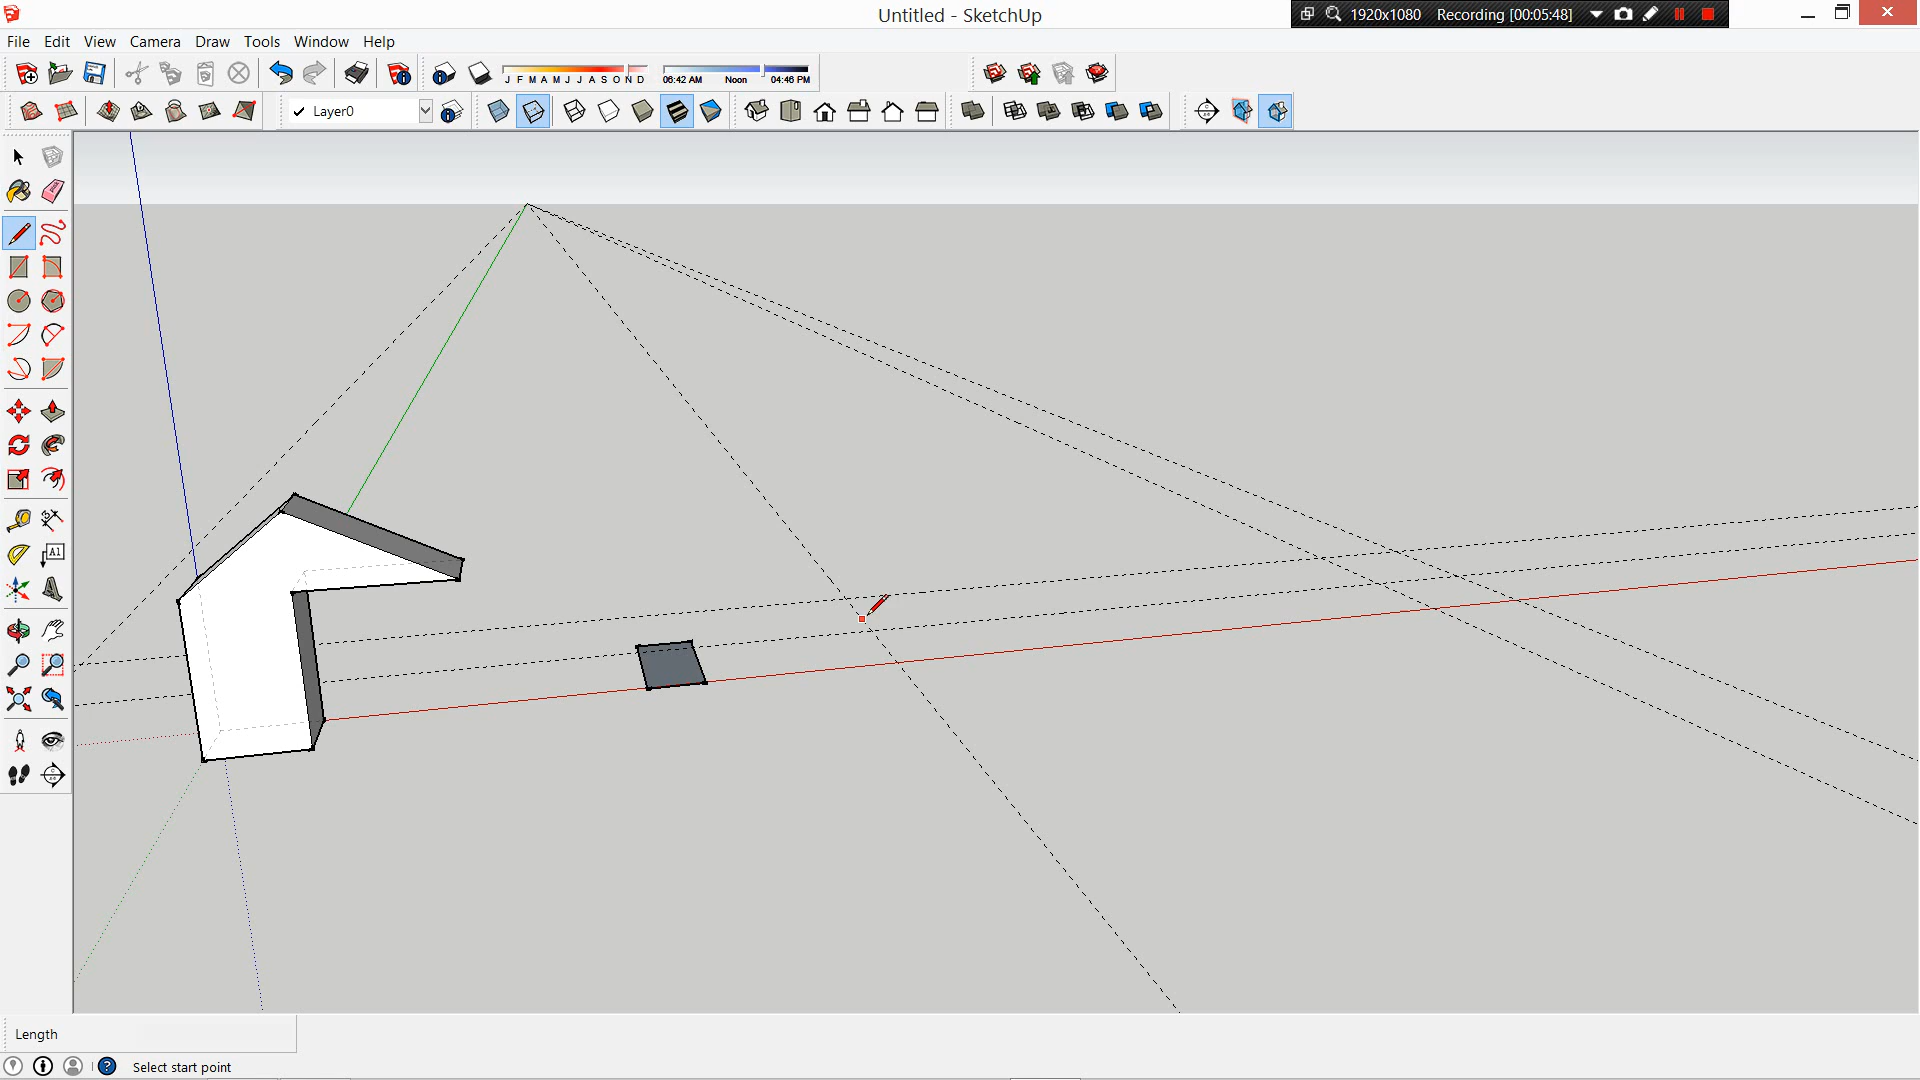 Untitled - SketchUp
1920x1080 Recording [00:05:48]
File Edit View Camera Draw Tools Window Help
J F M A M J J A S O N D
06:42 AM Noon 04:46 PM
Layer0
A1
Length
Select start point